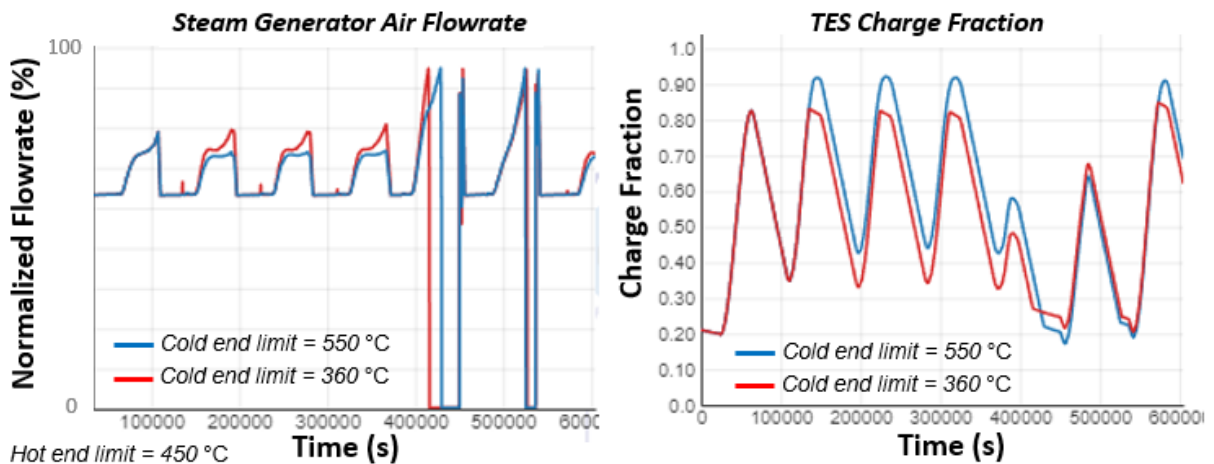 Steam Generator Air Flowrate
Normalized Flowrate (%)
100
0
Cold end limit = 550 °C
Cold end limit = 360 °C
100000 200000 300000 400000 500000 60000
Time (s)
Hot end limit = 450 °C
TES Charge Fraction
Charge Fraction
1.0
0.90
0.80
0.70
0.60
0.50
0.40
0.30
0.20
0.10
0.0
Cold end limit = 550 °C
Cold end limit = 360 °C
0 100000 200000 300000 400000 500000 60000
Time (s)